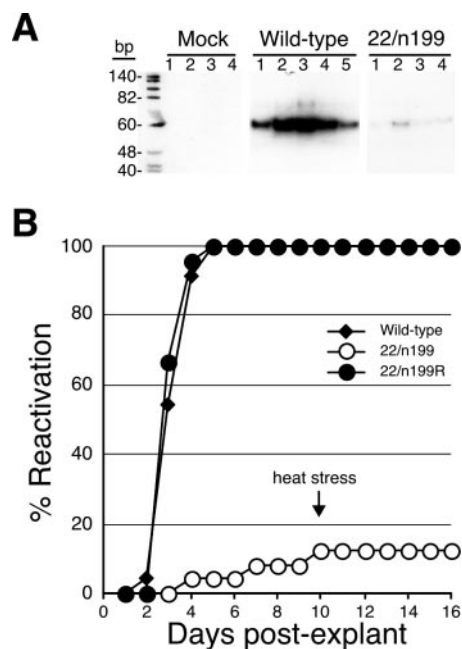 A
bp Mock Wild-type 22/n199
1 2 3 4 1 2 3 4 5 1 2 3 4
140-
82-
60-
48-
40-
B
100
80
60
40
20
0
% Reactivation
Wild-type
22/n199
22/n199R
heat stress
0 2 4 6 8 10 12 14 16
Days post-explant